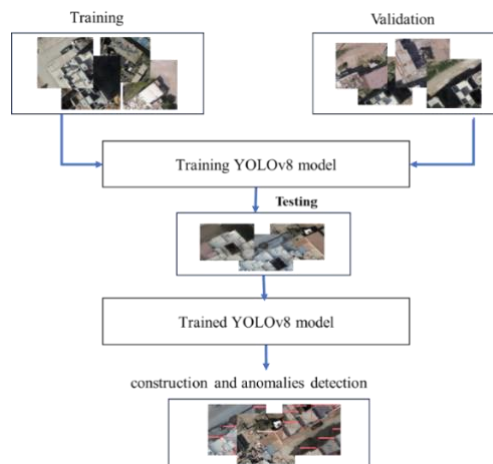 Training
Validation
Training YOLOv8 model
Testing
Trained YOLOv8 model
construction and anomalies detection